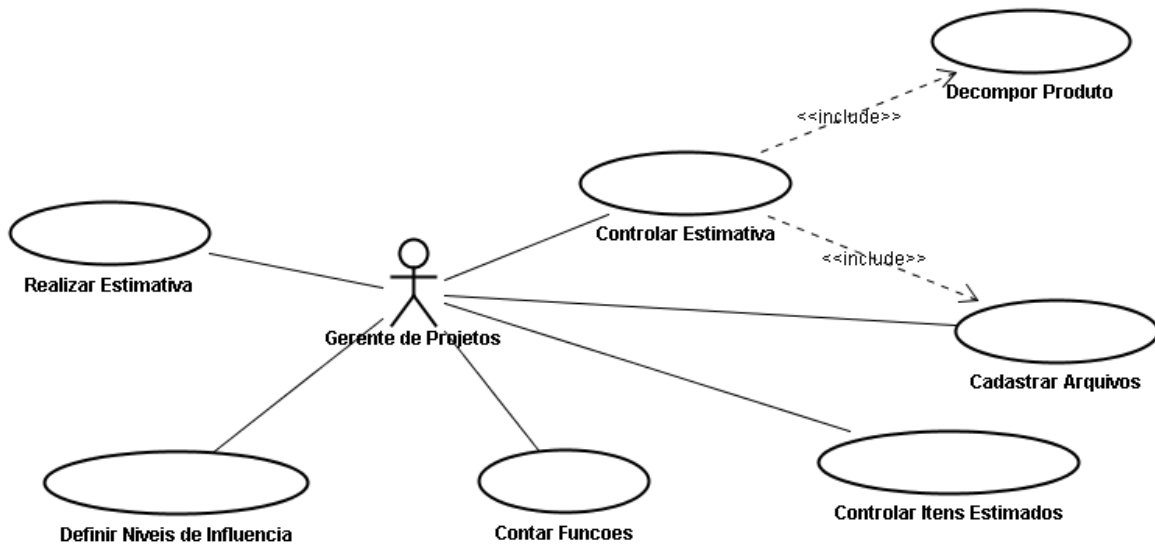 Decompor Produto
<<include>>
Controlar Estimativa
<<include>>
Realizar Estimativa
Gerente de Projetos
Cadastrar Arquivos
Controlar Itens Estimados
Definir Niveis de Influencia
Contar Funcoes